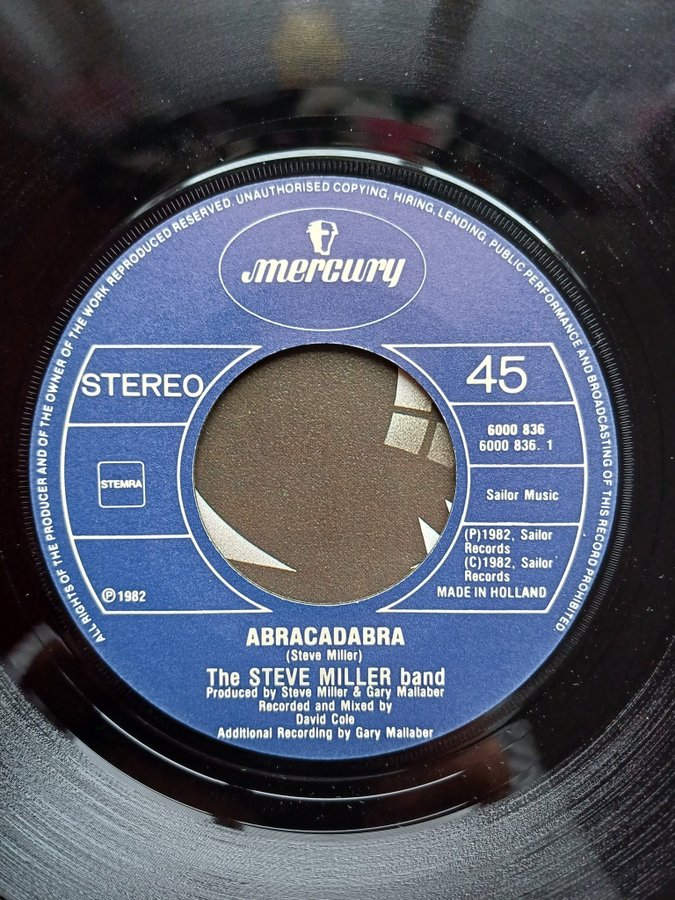 ALL RIGHTS OF THE PRODUCER AND OF THE OWNER OF THE WORK REPRODUCED RESERVED. UNAUTHORISED COPYING, HIRING, LENDING, PUBLIC PERFORMANCE AND BROADCASTING OF THIS RECORD PROHIBITED.
mercury
STEREO
45
6000 836
6000 836. 1
STEMRA
Sailor Music
(P)1982, Sailor
Records
(C)1982, Sailor
Records
MADE IN HOLLAND
℗1982
ABRACADABRA
(Steve Miller)
The STEVE MILLER band
Produced by Steve Miller & Gary Mallaber
Recorded and Mixed by
David Cole
Additional Recording by Gary Mallaber